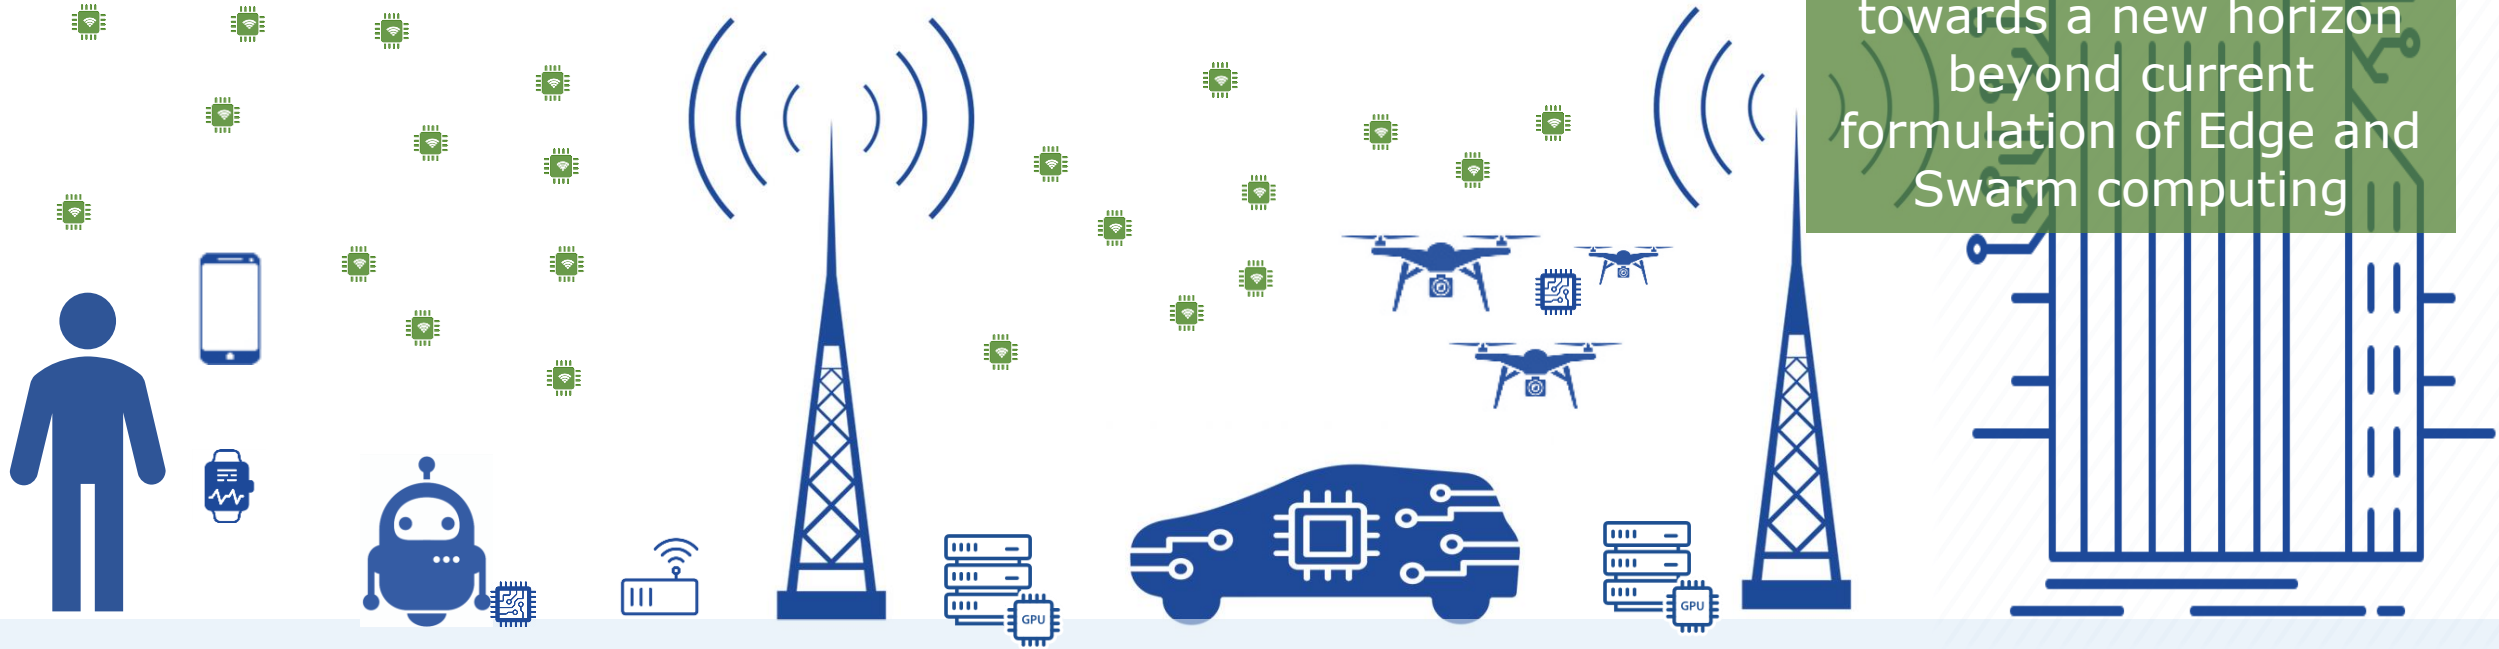 towards a new horizon
beyond current
formulation of Edge and
Swarm computing
GPU
GPU